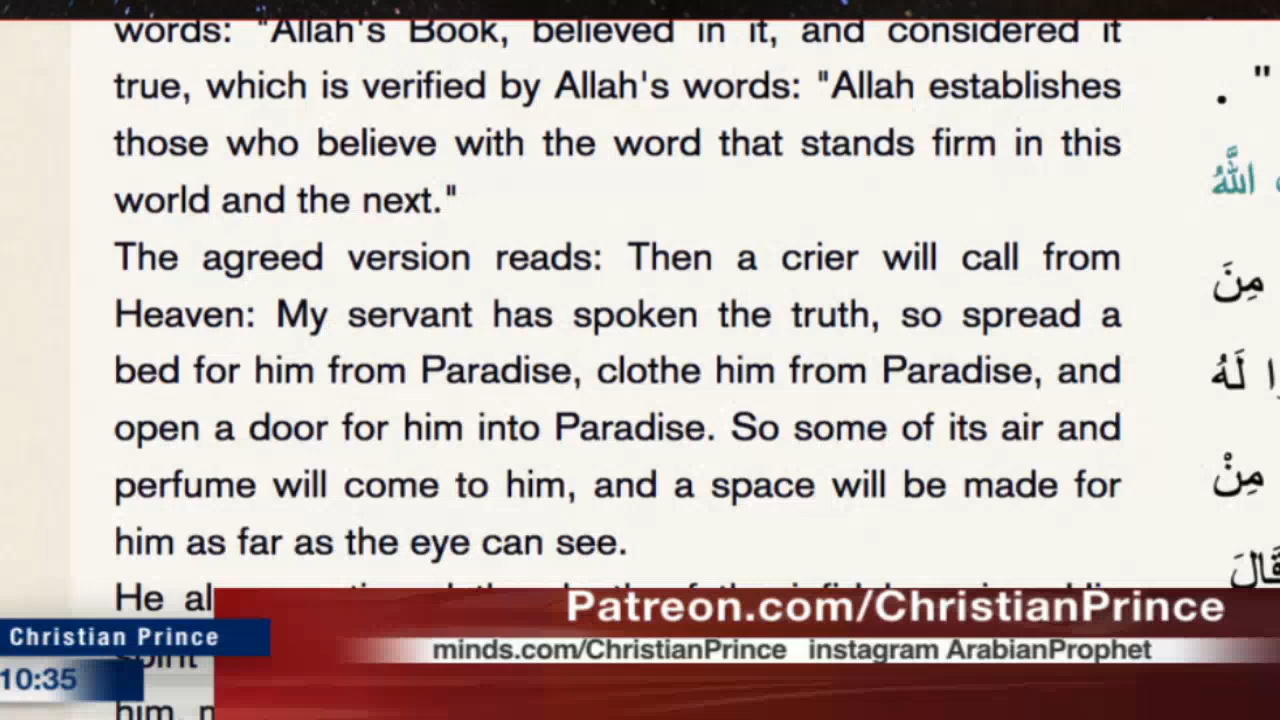 words: "Allah's Book, believed in it, and considered it
true, which is verified by Allah's words: "Allah establishes
those who believe with the word that stands firm in this
world and the next."
The agreed version reads: Then a crier will call from
Heaven: My servant has spoken the truth, so spread a
bed for him from Paradise, clothe him from Paradise, and
open a door for him into Paradise. So some of its air and
perfume will come to him, and a space will be made for
him as far as the eye can see.
He al
spirit
him,
" .
اللَّهُ
مِنَ
لَهُ
مِنْ
قَالَ
Patreon.com/ChristianPrince
Christian Prince
minds.com/ChristianPrince instagram ArabianProphet
10:35